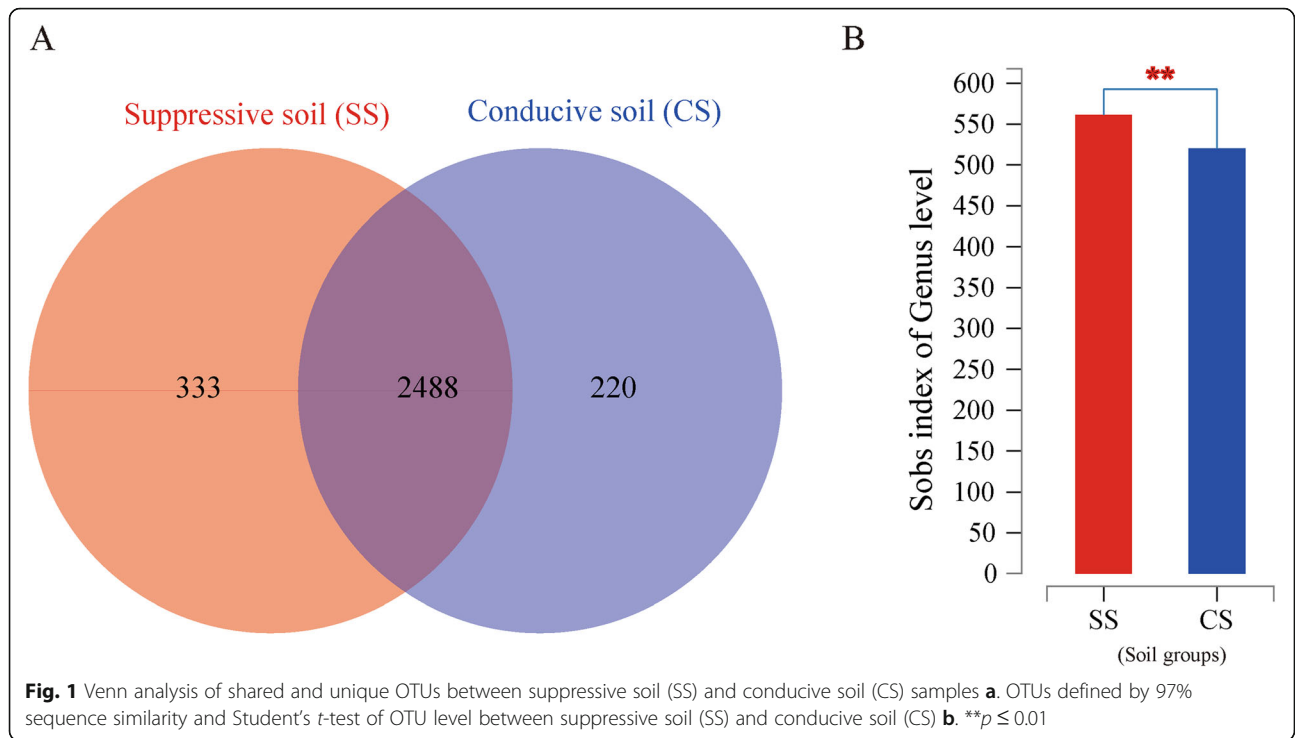 A
B
Suppressive soil (SS)
Conducive soil (CS)
333
2488
220
**
Sobs index of Genus level
600
550
500
450
400
350
300
250
200
150
100
50
0
SS
CS
(Soil groups)
Fig. 1 Venn analysis of shared and unique OTUs between suppressive soil (SS) and conducive soil (CS) samples a. OTUs defined by 97%
sequence similarity and Student's t-test of OTU level between suppressive soil (SS) and conducive soil (CS) b. **p ≤ 0.01